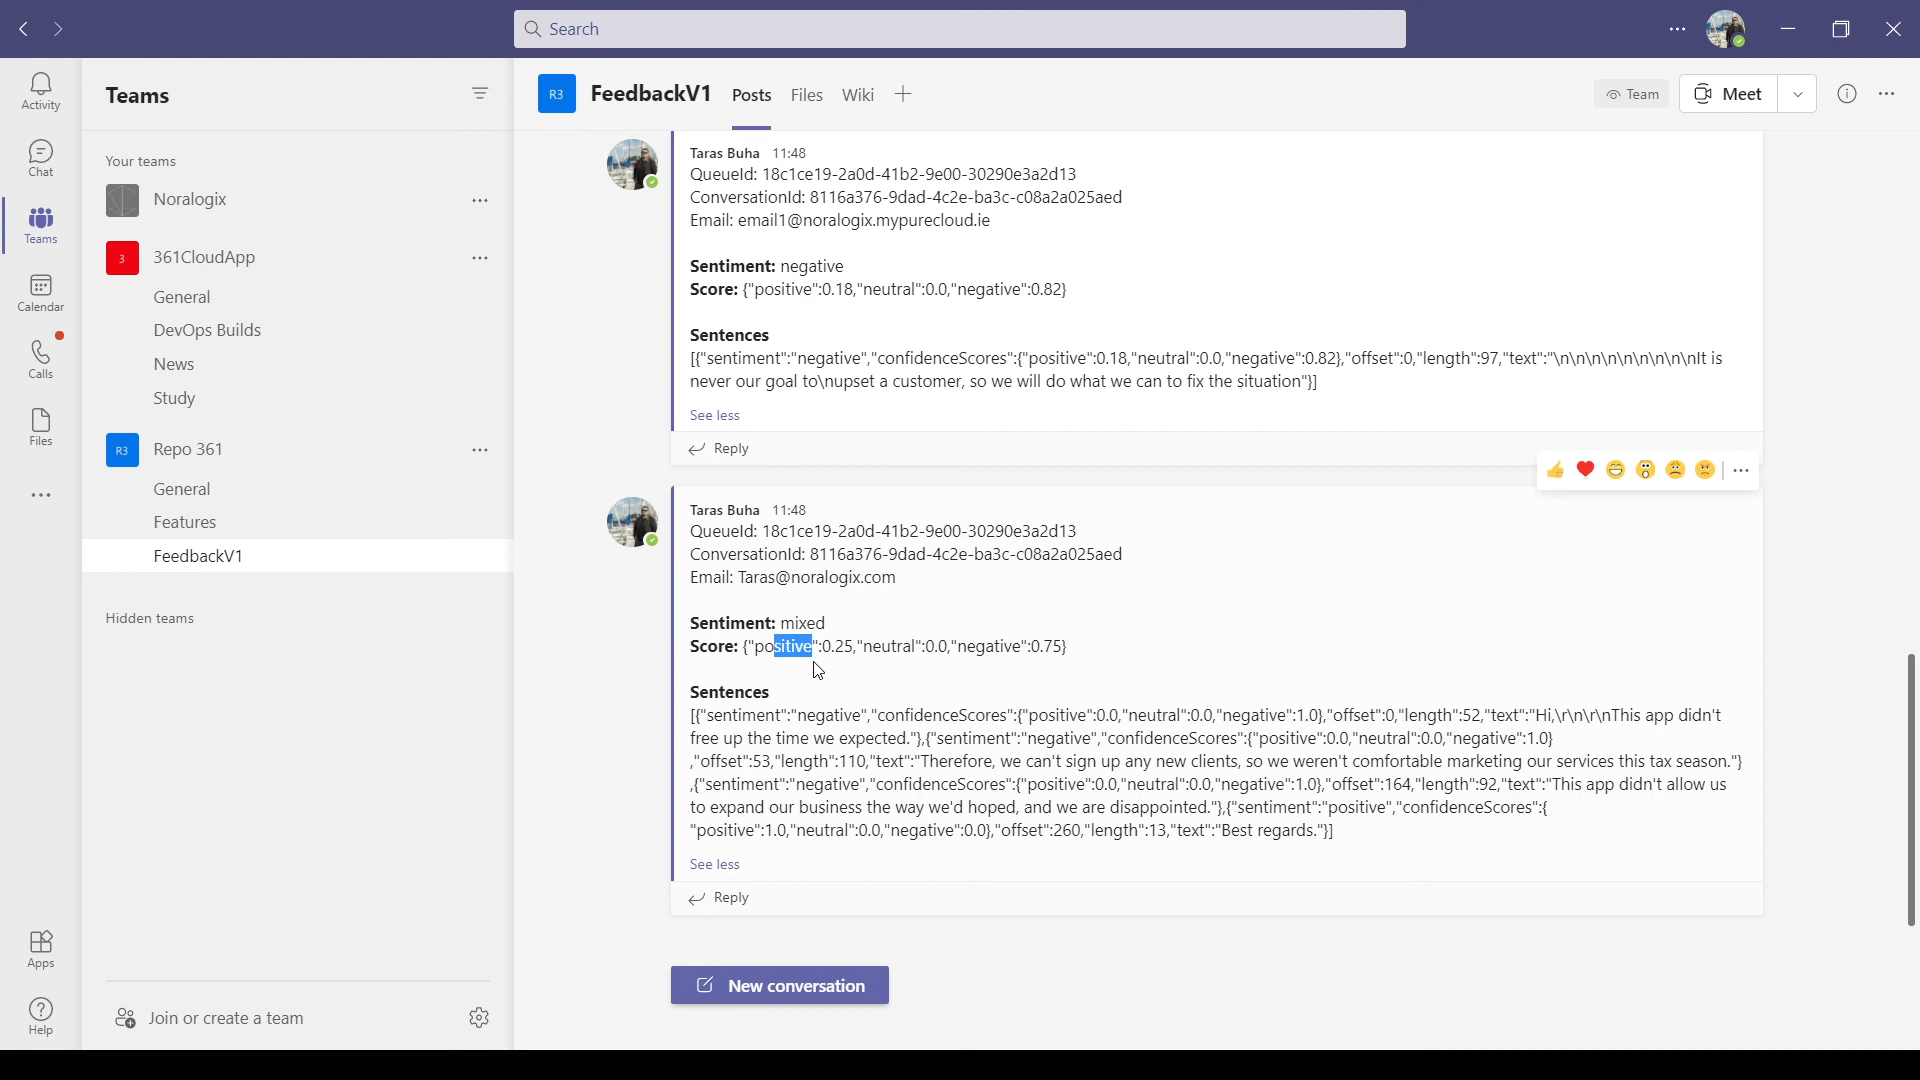 Search
Activity
Chat
Teams
Calendar
Calls
Files
Apps
Help
Teams
Your teams
Noralogix
3
361CloudApp
General
DevOps Builds
News
Study
R3
Repo 361
General
Features
FeedbackV1
Hidden teams
Join or create a team
R3
FeedbackV1
Posts
Files
Wiki
Team
Meet
Taras Buha 11:48
QueueId: 18c1ce19-2a0d-41b2-9e00-30290e3a2d13
ConversationId: 8116a376-9dad-4c2e-ba3c-c08a2a025aed
Email: email1@noralogix.mypurecloud.ie
Sentiment: negative
Score: {"positive":0.18,"neutral":0.0,"negative":0.82}
Sentences
[{"sentiment":"negative","confidenceScores":{"positive":0.18,"neutral":0.0,"negative":0.82},"offset":0,"length":97,"text":"\n\n\n\n\n\n\n\n\nIt is
never our goal to\nupset a customer, so we will do what we can to fix the situation"}]
See less
Reply
Taras Buha 11:48
QueueId: 18c1ce19-2a0d-41b2-9e00-30290e3a2d13
ConversationId: 8116a376-9dad-4c2e-ba3c-c08a2a025aed
Email: Taras@noralogix.com
Sentiment: mixed
Score: {"positive":0.25,"neutral":0.0,"negative":0.75}
Sentences
[{"sentiment":"negative","confidenceScores":{"positive":0.0,"neutral":0.0,"negative":1.0},"offset":0,"length":52,"text":"Hi,\r\n\r\nThis app didn't
free up the time we expected."},{"sentiment":"negative","confidenceScores":{"positive":0.0,"neutral":0.0,"negative":1.0}
,"offset":53,"length":110,"text":"Therefore, we can't sign up any new clients, so we weren't comfortable marketing our services this tax season."}
,{"sentiment":"negative","confidenceScores":{"positive":0.0,"neutral":0.0,"negative":1.0},"offset":164,"length":92,"text":"This app didn't allow us
to expand our business the way we'd hoped, and we are disappointed."},{"sentiment":"positive","confidenceScores":{
"positive":1.0,"neutral":0.0,"negative":0.0},"offset":260,"length":13,"text":"Best regards."}]
See less
Reply
New conversation